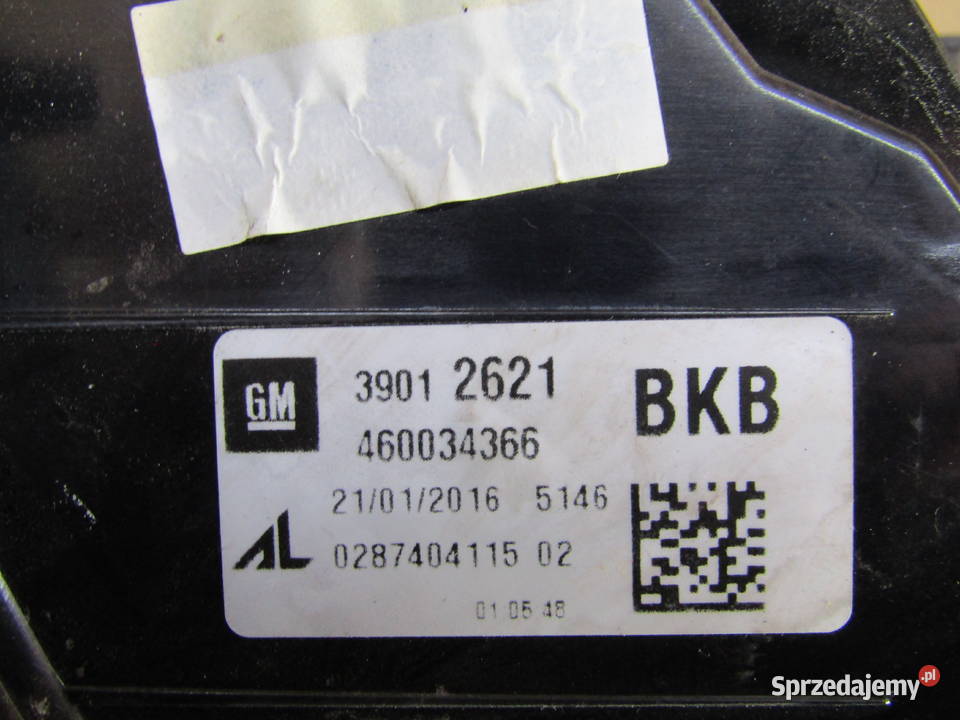 GM 3901 2621 BKB
460034366
21/01/2016 5146
AL 0287404115 02
01 05 48
Sprzedajemy.pl